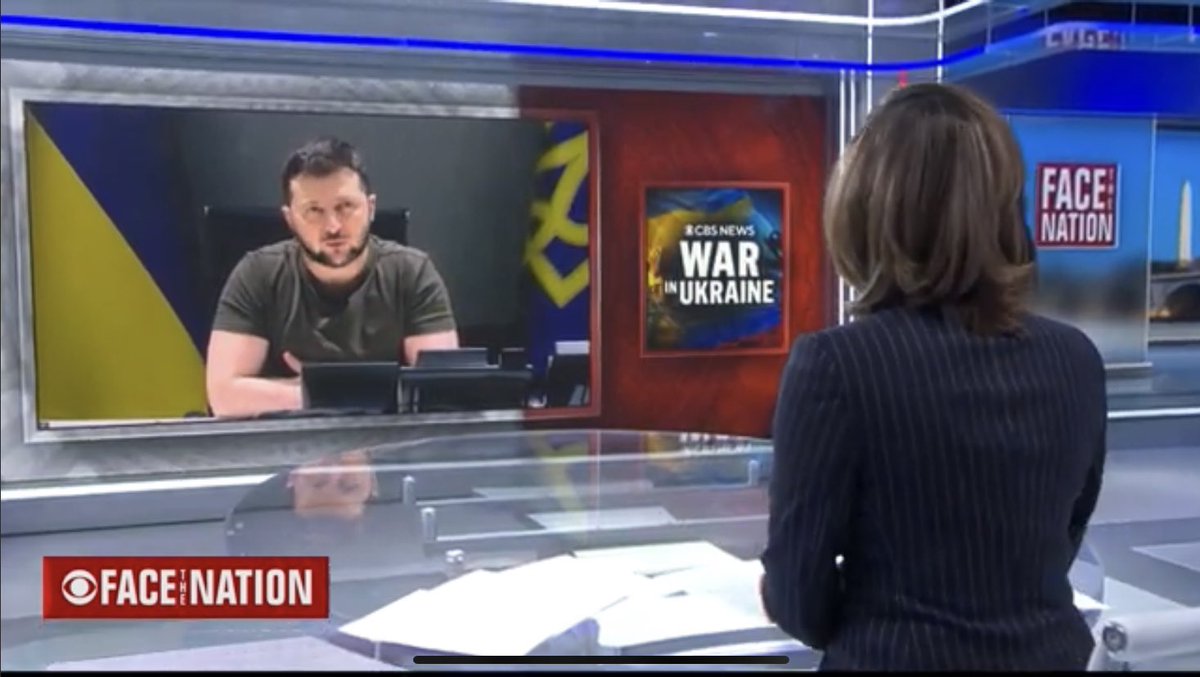 CBS NEWS
WAR
IN UKRAINE
FACE THE NATION
FACE THE NATION